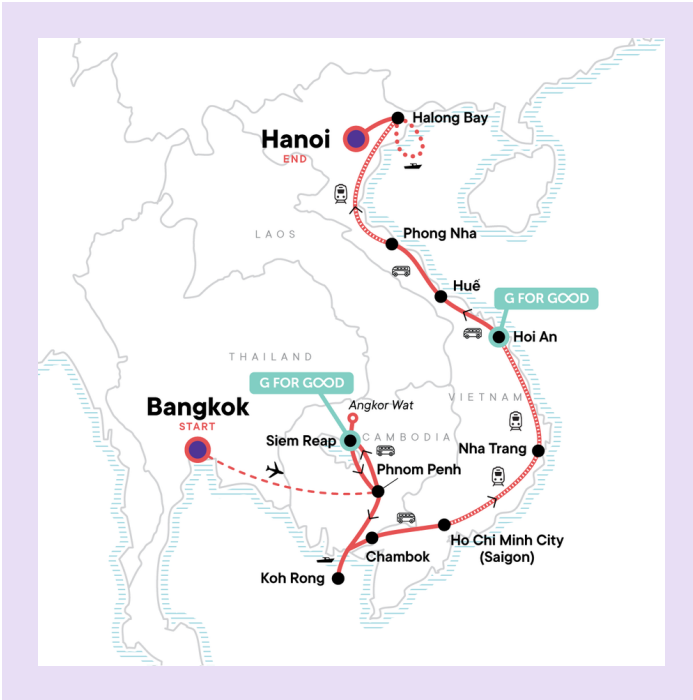 Halong Bay
Hanoi
END
Phong Nha
LAOS
Huế
G FOR GOOD
Hoi An
THAILAND
G FOR GOOD
VIETNAM
Bangkok
START
Angkor Wat
Siem Reap
CAMBODIA
Nha Trang
Phnom Penh
Ho Chi Minh City
(Saigon)
Chambok
Koh Rong